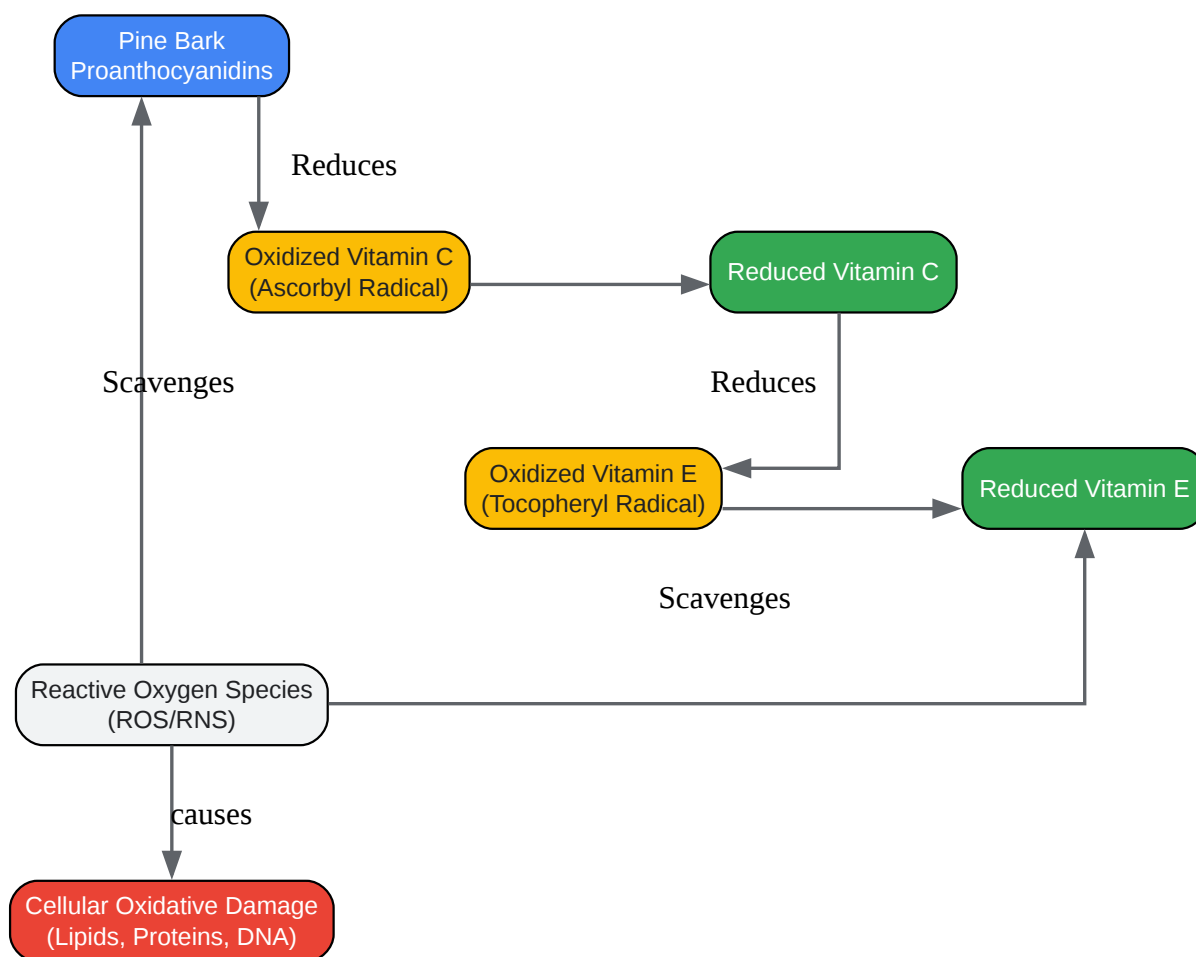 Pine Bark
Proanthocyanidins
Reduces
Oxidized Vitamin C
(Ascorbyl Radical)
Reduced Vitamin C
Scavenges
Reduces
Oxidized Vitamin E
(Tocopheryl Radical)
Reduced Vitamin E
Scavenges
Reactive Oxygen Species
(ROS/RNS)
causes
Cellular Oxidative Damage
(Lipids, Proteins, DNA)